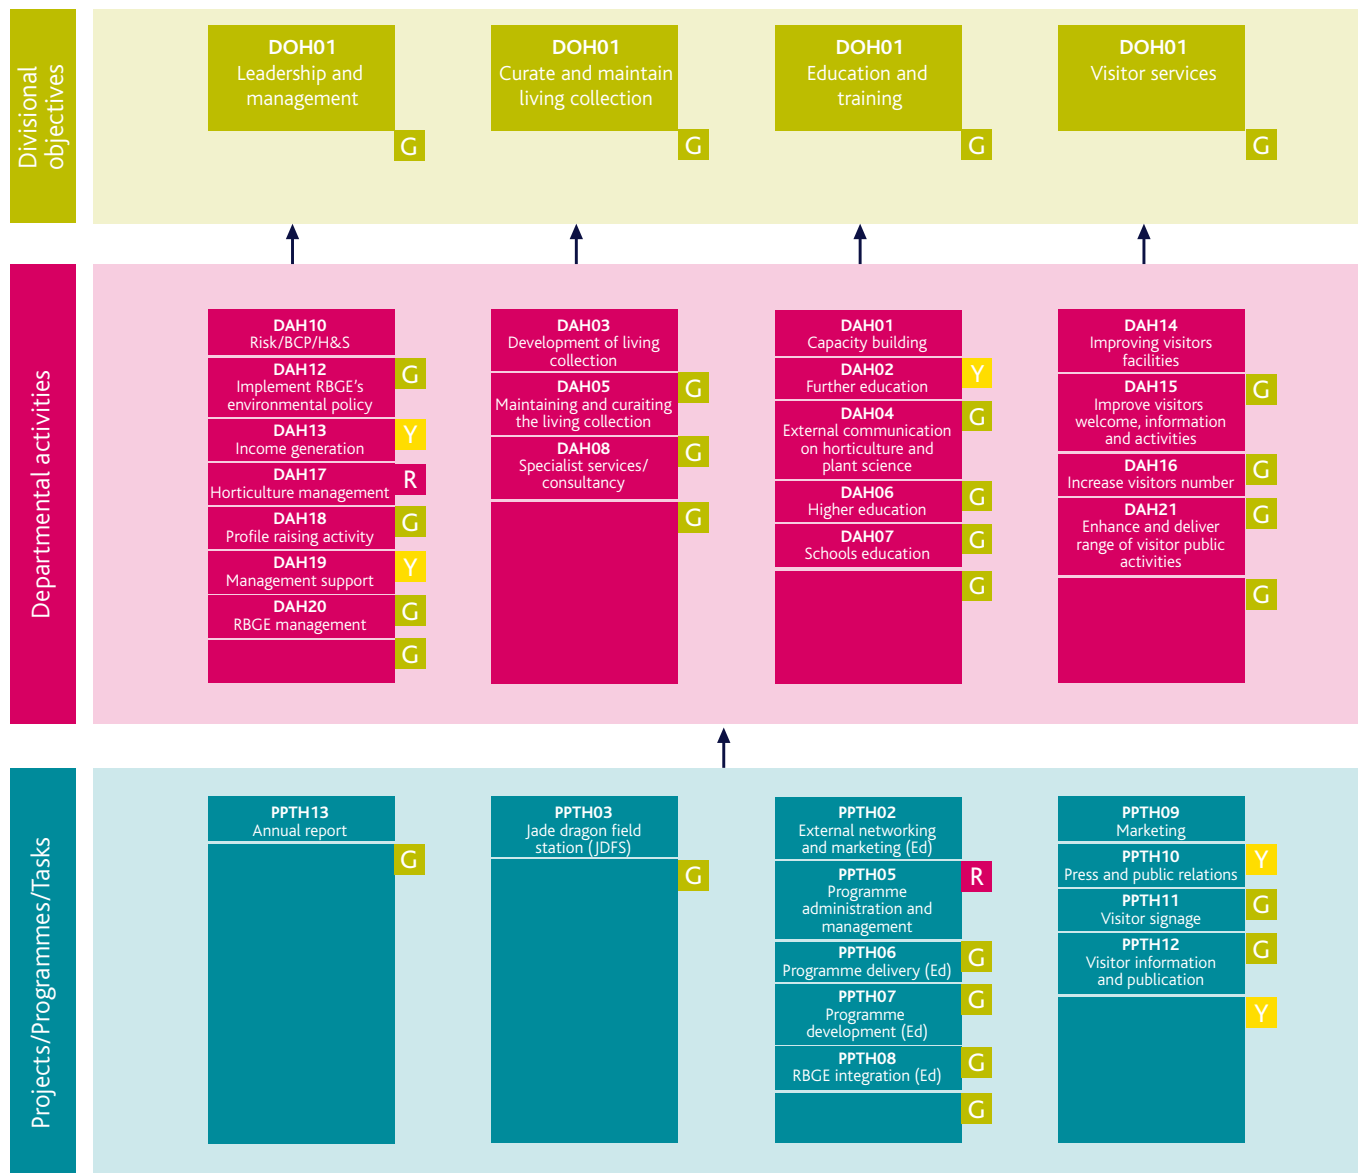 Divisional
objectives
DOH01
Leadership and
management
G
DOH01
Curate and maintain
living collection
G
DOH01
Education and
training
G
DOH01
Visitor services
G
Departmental activities
DAH10
Risk/BCP/H&S
G
DAH12
Implement RBGE's
environmental policy
Y
DAH13
Income generation
R
DAH17
Horticulture management
G
DAH18
Profile raising activity
Y
DAH19
Management support
G
DAH20
RBGE management
G
DAH03
Development of living
collection
G
DAH05
Maintaining and curaiting
the living collection
G
DAH08
Specialist services/
consultancy
G
DAH01
Capacity building
Y
DAH02
Further education
G
DAH04
External communication
on horticulture and
plant science
G
DAH06
Higher education
G
DAH07
Schools education
G
DAH14
Improving visitors
facilities
G
DAH15
Improve visitors
welcome, information
and activities
G
DAH16
Increase visitors number
G
DAH21
Enhance and deliver
range of visitor public
activities
G
Projects/Programmes/Tasks
PPTH13
Annual report
G
PPTH03
Jade dragon field
station (JDFS)
G
PPTH02
External networking
and marketing (Ed)
R
PPTH05
Programme
administration and
management
G
PPTH06
Programme delivery (Ed)
G
PPTH07
Programme
development (Ed)
G
PPTH08
RBGE integration (Ed)
G
PPTH09
Marketing
Y
PPTH10
Press and public relations
G
PPTH11
Visitor signage
G
PPTH12
Visitor information
and publication
Y